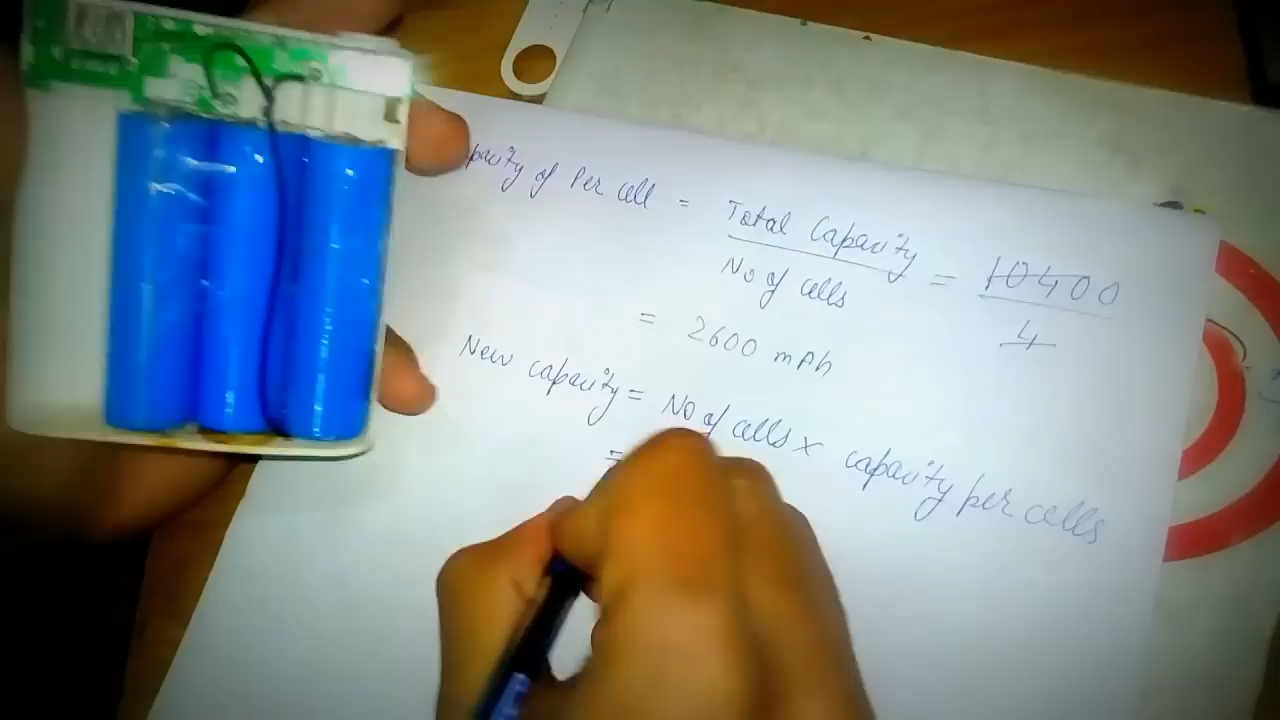 pacity of Per cell = Total Capacity / No of cells = 10400 / 4
= 2600 mAh
New capacity = No of cells × capacity per cells
=